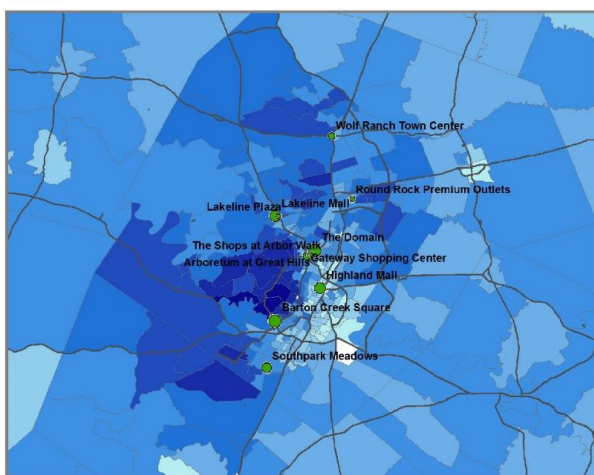 Wolf Ranch Town Center
Round Rock Premium Outlets
Lakeline Plaza Lakeline Mall
The Domain
The Shops at Arbor Walk
Gateway Shopping Center
Arboretum at Great Hills
Highland Mall
Barton Creek Square
Southpark Meadows